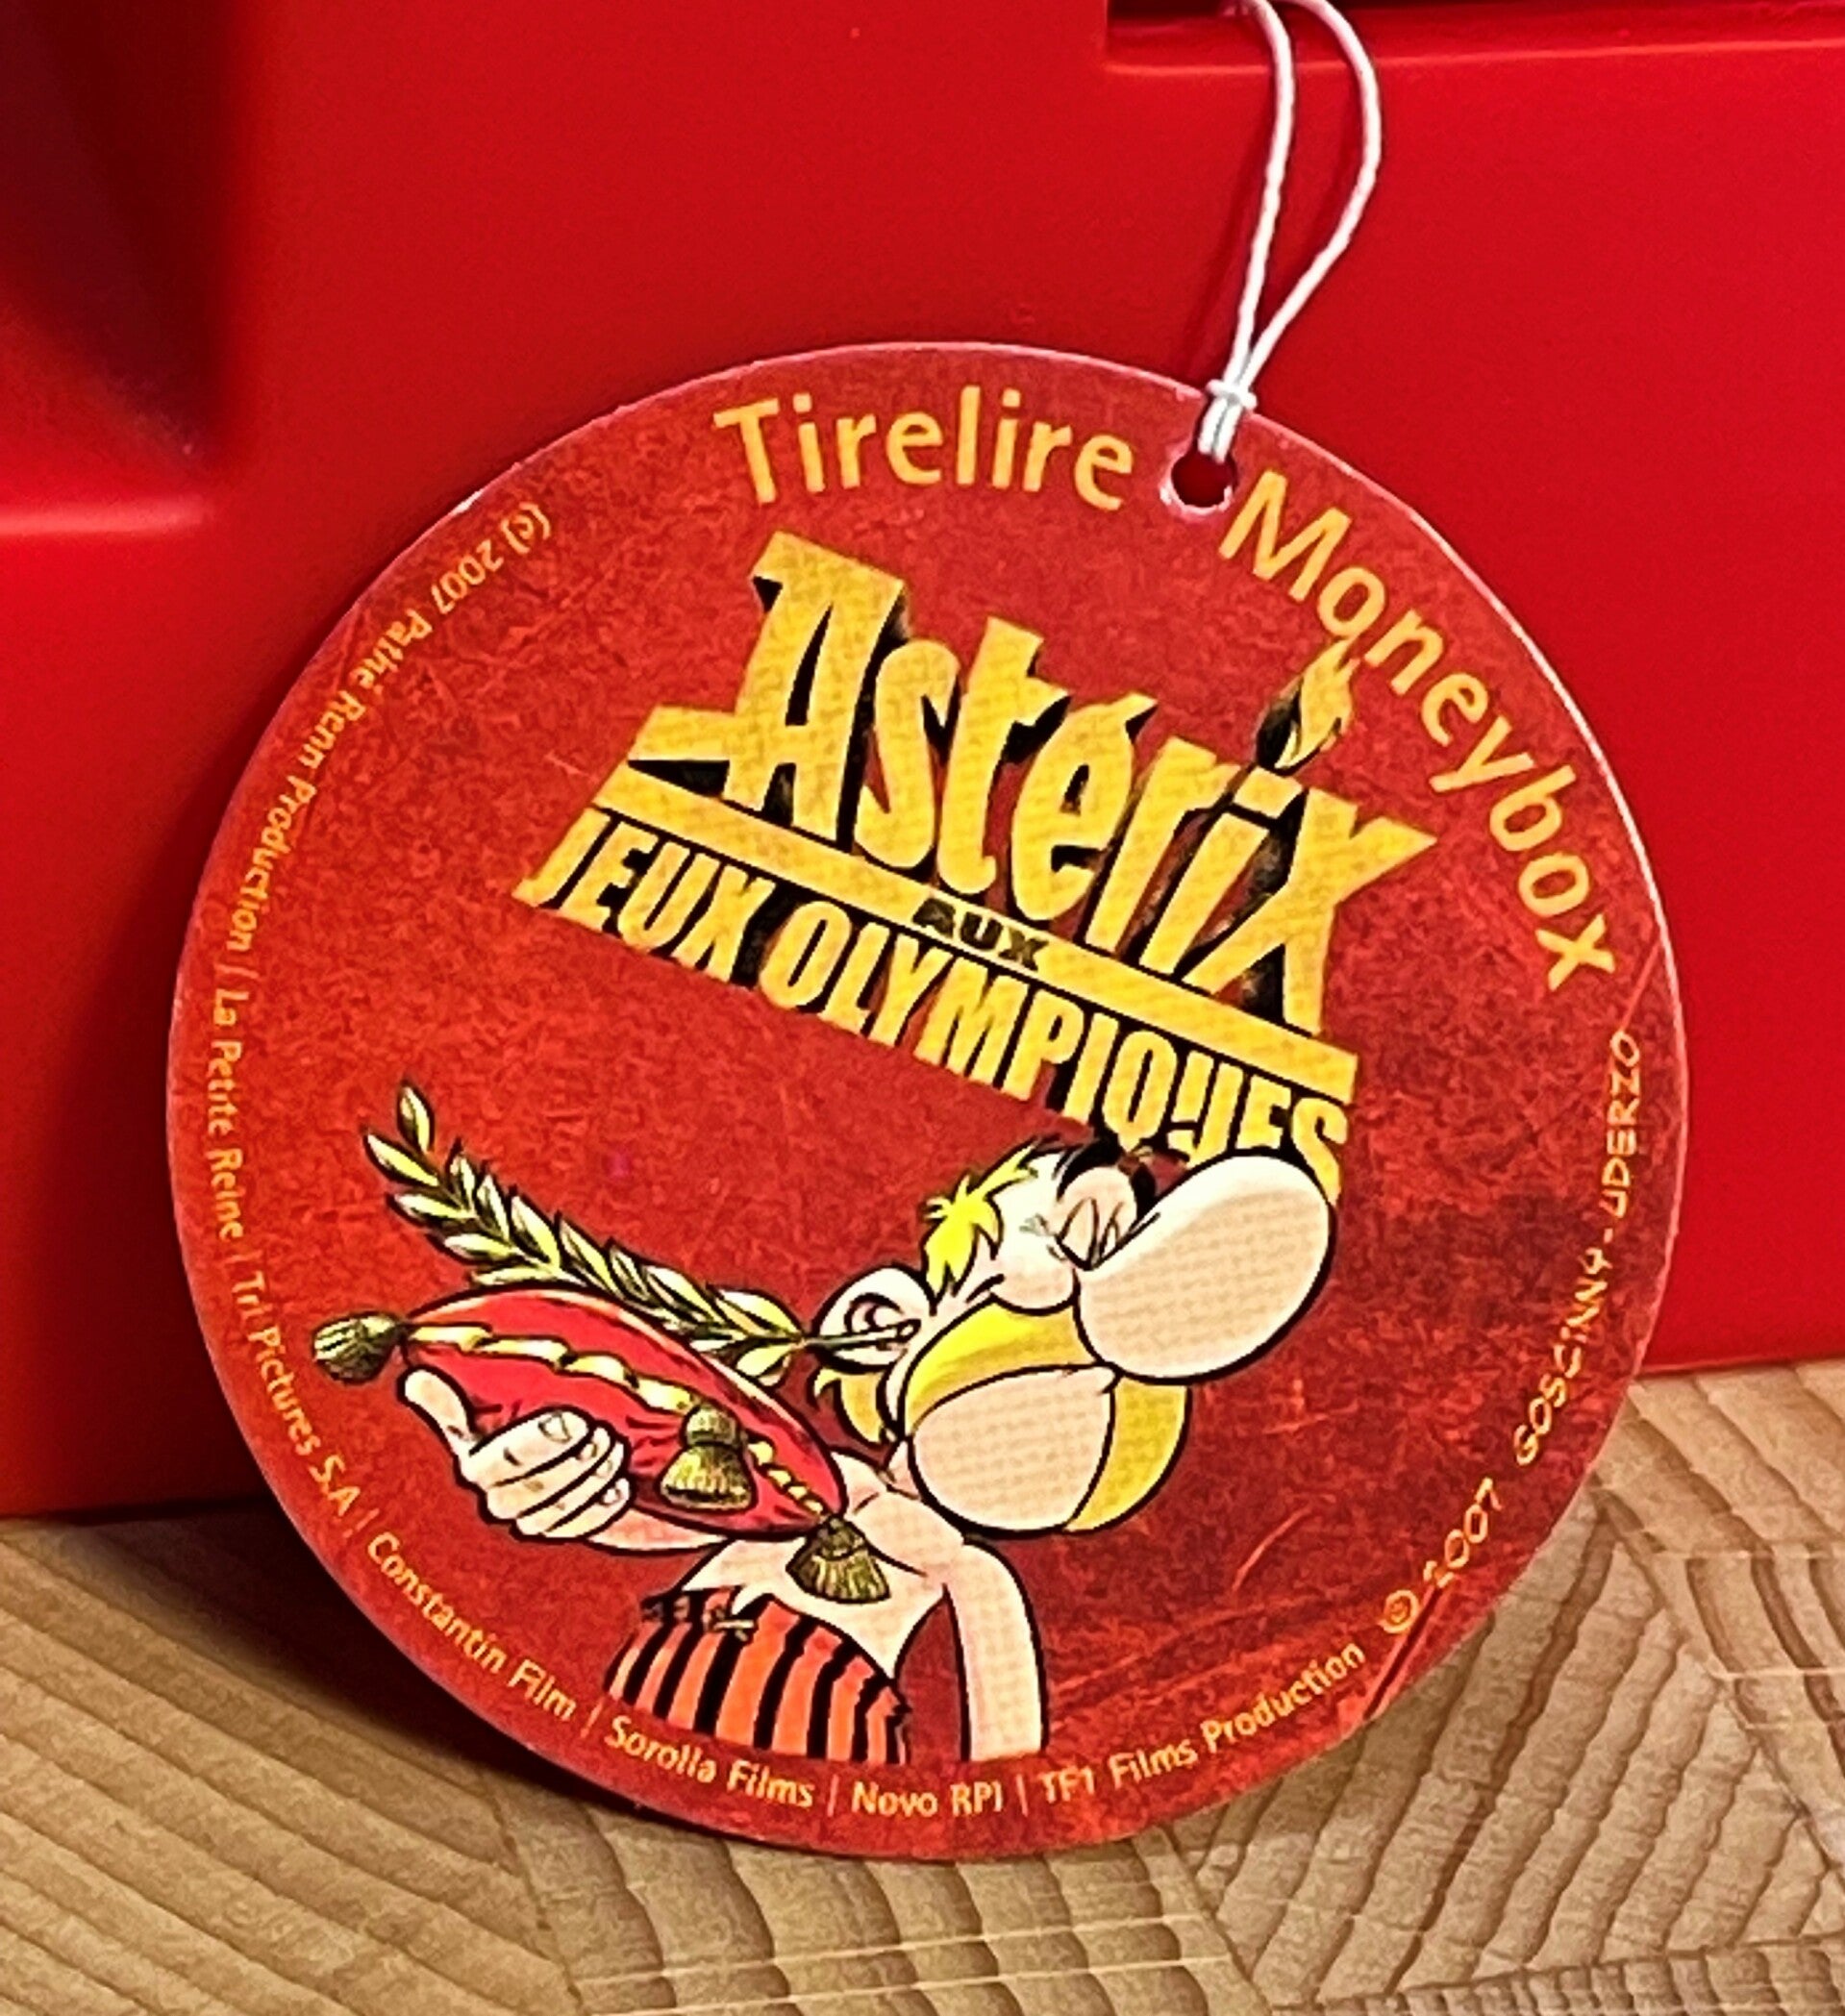 Tirelire Moneybox
Astérix
AUX
JEUX OLYMPIQUES
(c) 2007 Pathé Renn Production / La Petite Reine | Tri Pictures S.A | Constantin Film | Sorolla Films | Novo RPI | TF1 Films Production
© 2007 GOSCINNY-UDERZO